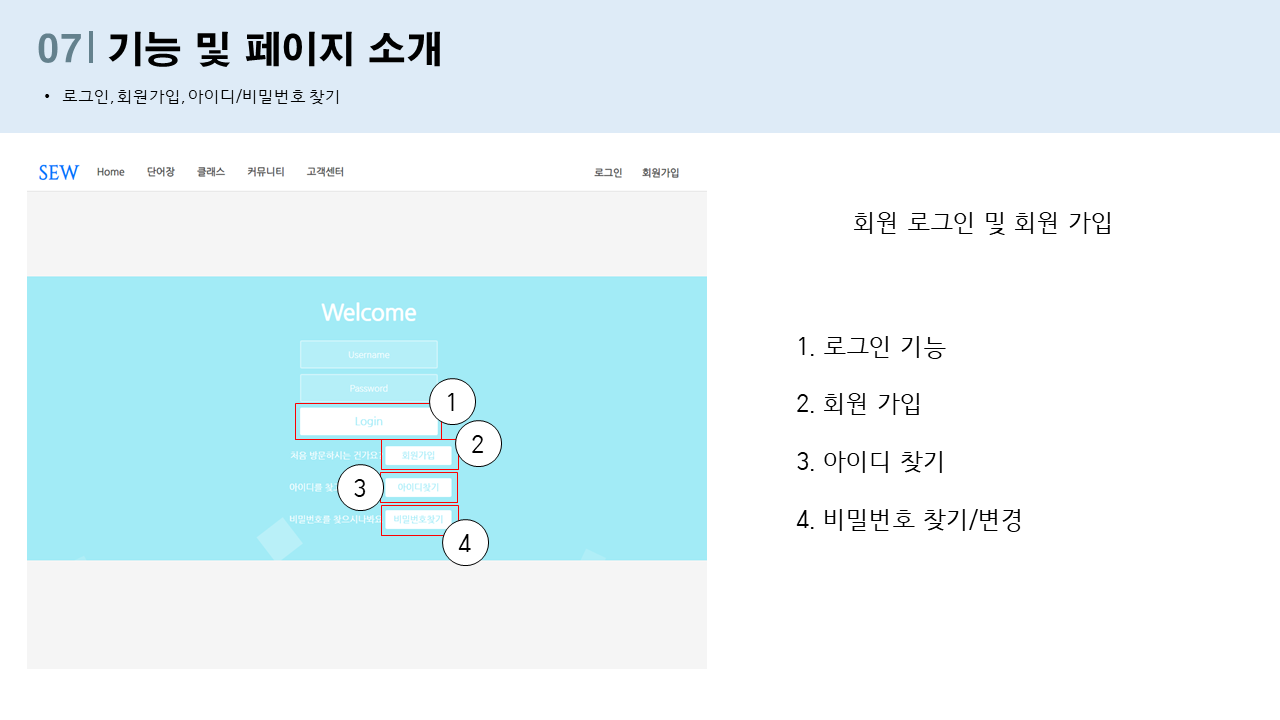 07| 기능 및 페이지 소개
• 로그인, 회원가입, 아이디/비밀번호 찾기
SEW Home 단어장 클래스 커뮤니티 고객센터 로그인 회원가입
회원 로그인 및 회원 가입
Welcome
Username
Password
Login
1
처음 방문하시는 건가요? 회원가입
2
아이디를 찾
3
아이디찾기
비밀번호를 찾으시나요 비밀번호찾기
4
1. 로그인 기능
2. 회원 가입
3. 아이디 찾기
4. 비밀번호 찾기/변경